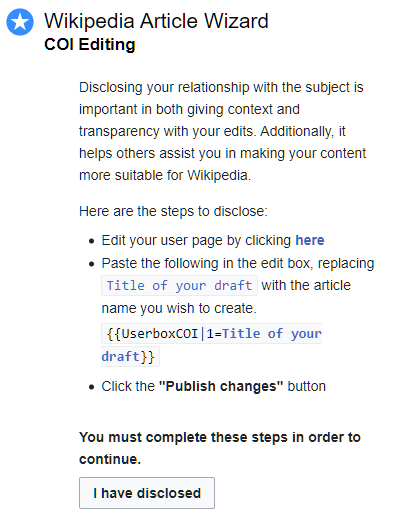 Wikipedia Article Wizard
COI Editing
Disclosing your relationship with the subject is
important in both giving context and
transparency with your edits. Additionally, it
helps others assist you in making your content
more suitable for Wikipedia.
Here are the steps to disclose:
• Edit your user page by clicking here
• Paste the following in the edit box, replacing
Title of your draft with the article
name you wish to create.
{{UserboxCOI|1=Title of your
draft}}
• Click the "Publish changes" button
You must complete these steps in order to
continue.
I have disclosed